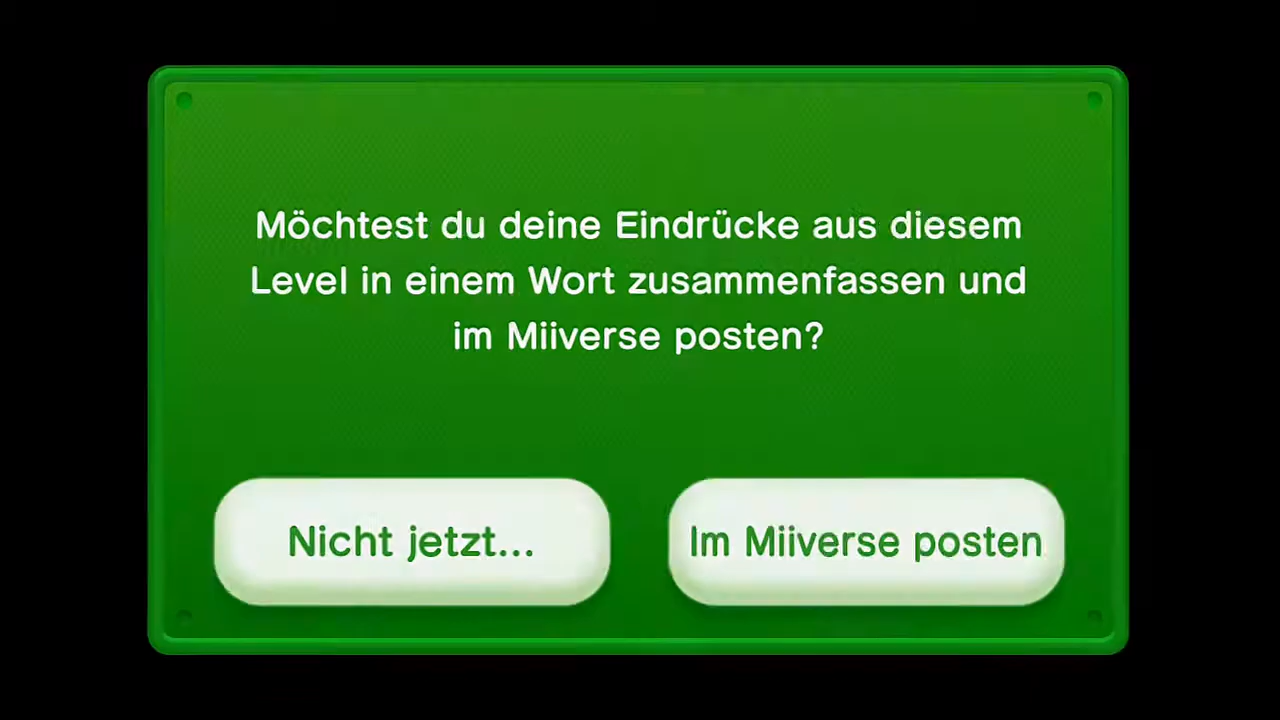 Möchtest du deine Eindrücke aus diesem
Level in einem Wort zusammenfassen und
im Miiverse posten?
Nicht jetzt...
Im Miiverse posten